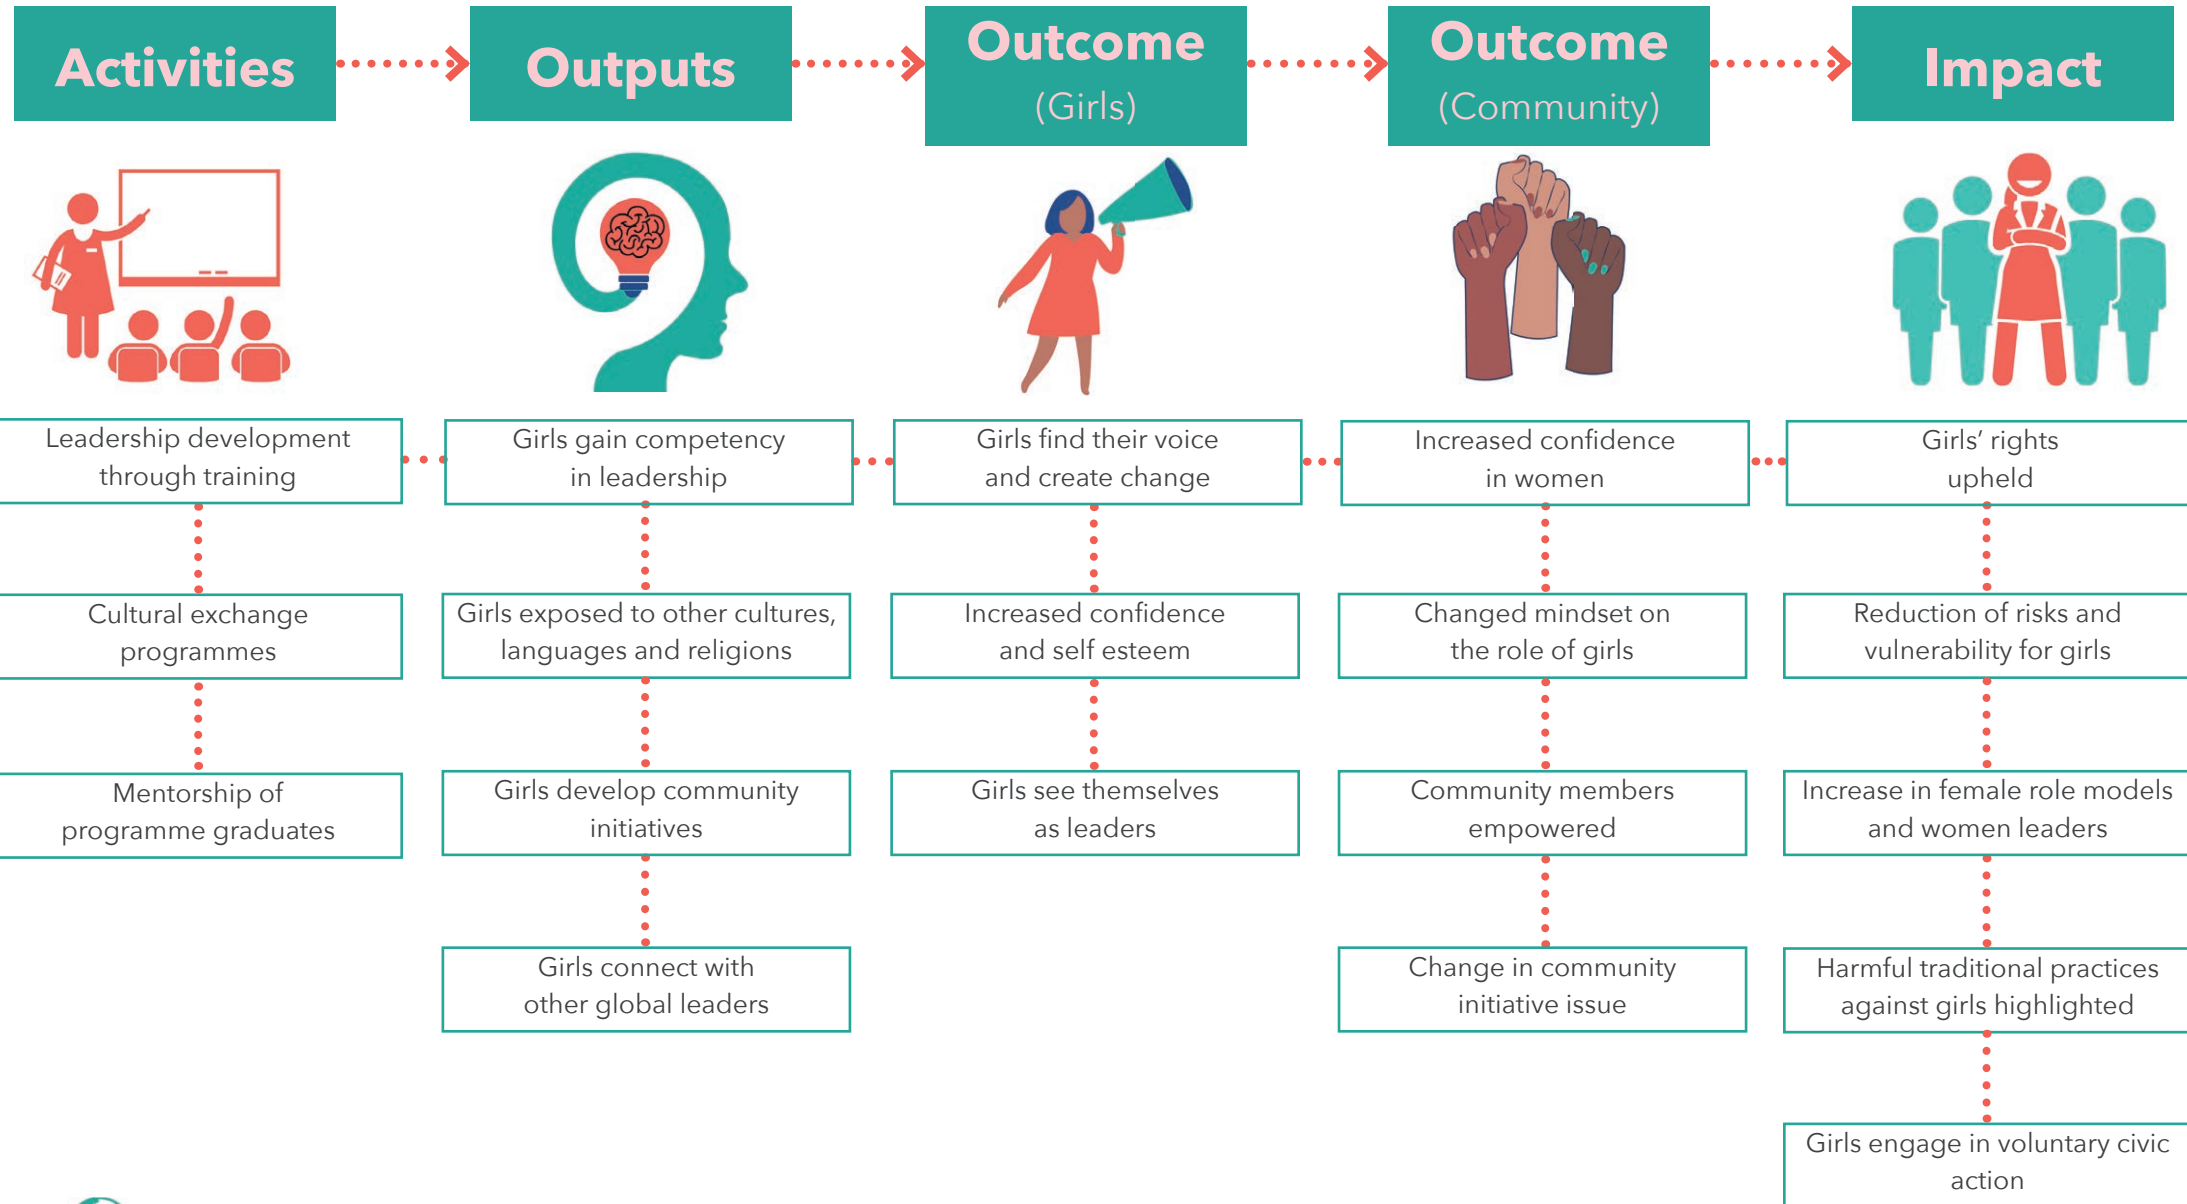 Activities
Outputs
Outcome
(Girls)
Outcome
(Community)
Impact
Leadership development
through training
Cultural exchange
programmes
Mentorship of
programme graduates
Girls gain competency
in leadership
Girls exposed to other cultures,
languages and religions
Girls develop community
initiatives
Girls connect with
other global leaders
Girls find their voice
and create change
Increased confidence
and self esteem
Girls see themselves
as leaders
Increased confidence
in women
Changed mindset on
the role of girls
Community members
empowered
Change in community
initiative issue
Girls’ rights
upheld
Reduction of risks and
vulnerability for girls
Increase in female role models
and women leaders
Harmful traditional practices
against girls highlighted
Girls engage in voluntary civic
action